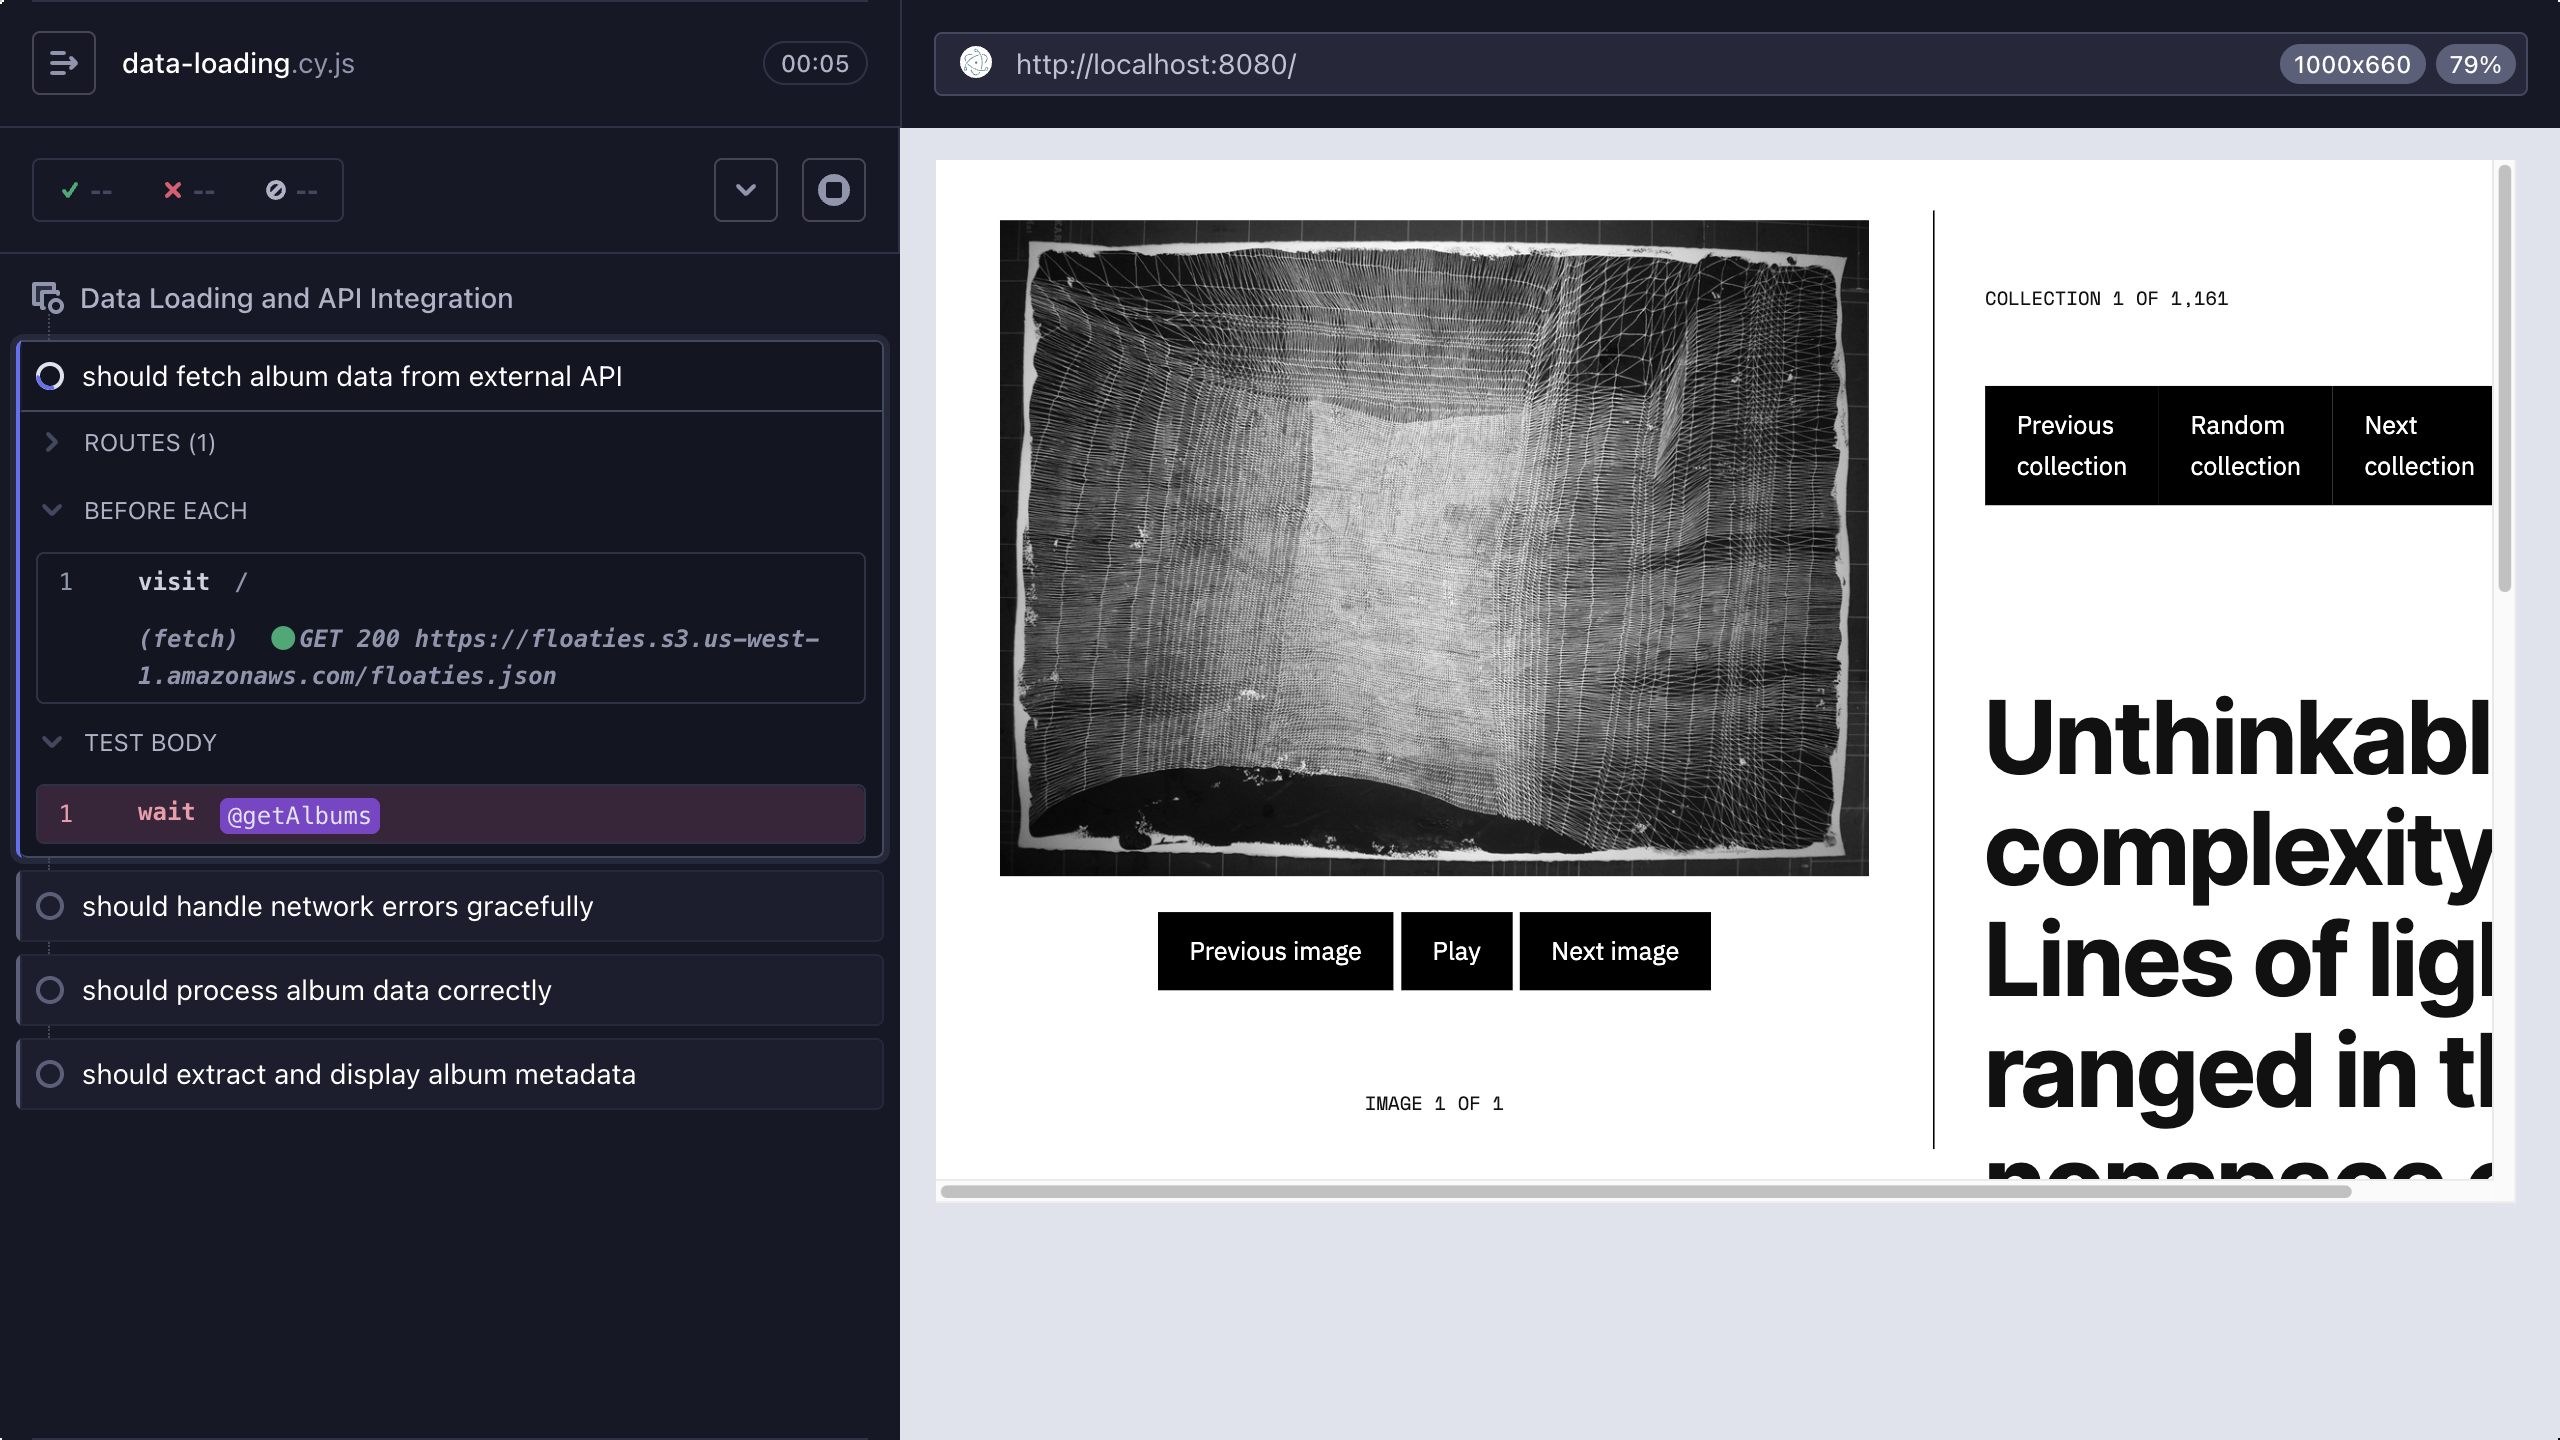 data-loading.cy.js
00:05
http://localhost:8080/
1000x660
79%
--
--
--
Data Loading and API Integration
should fetch album data from external API
ROUTES (1)
BEFORE EACH
1 visit /
(fetch) GET 200 https://floaties.s3.us-west-
1.amazonaws.com/floaties.json
TEST BODY
1 wait @getAlbums
should handle network errors gracefully
should process album data correctly
should extract and display album metadata
Previous image
Play
Next image
IMAGE 1 OF 1
COLLECTION 1 OF 1,161
Previous
collection
Random
collection
Next
collection
Unthinkabl
complexity
Lines of lig
ranged in t